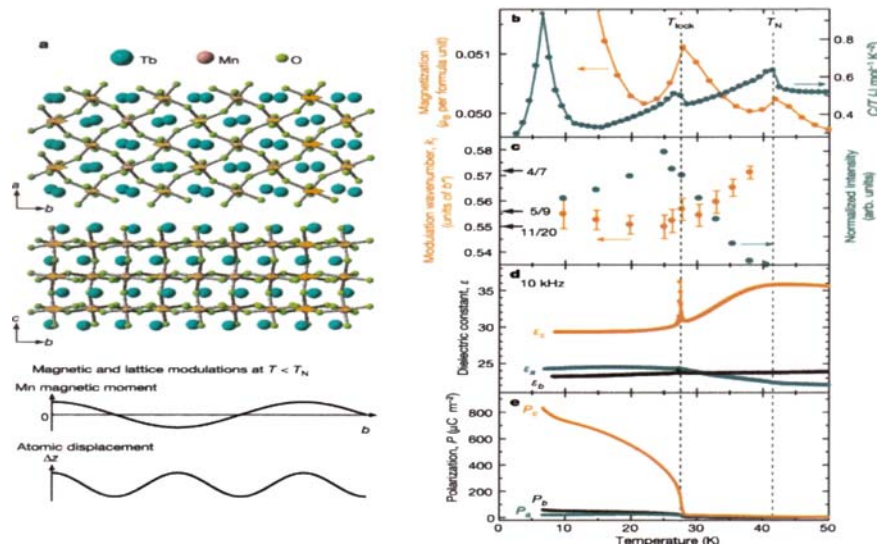 a
Tb Mn O
a
b
c
b
Magnetic and lattice modulations at T < TN
Mn magnetic moment
0
b
Atomic displacement
Δz
b
Tlock
TN
Magnetization
(μB per formula unit)
0.051
0.050
C/T (J mol⁻¹ K⁻²)
0.8
0.6
0.4
c
Modulation wavenumber, kl
(units of b*)
0.58
0.57
0.56
0.55
0.54
4/7
5/9
11/20
Normalized intensity
(arb. units)
d
10 kHz
Dielectric constant, ε
35
30
25
εc
εa
εb
e
Polarization, P (μC m⁻²)
800
600
400
200
0
Pc
Pb
Pa
0 10 20 30 40 50
Temperature (K)